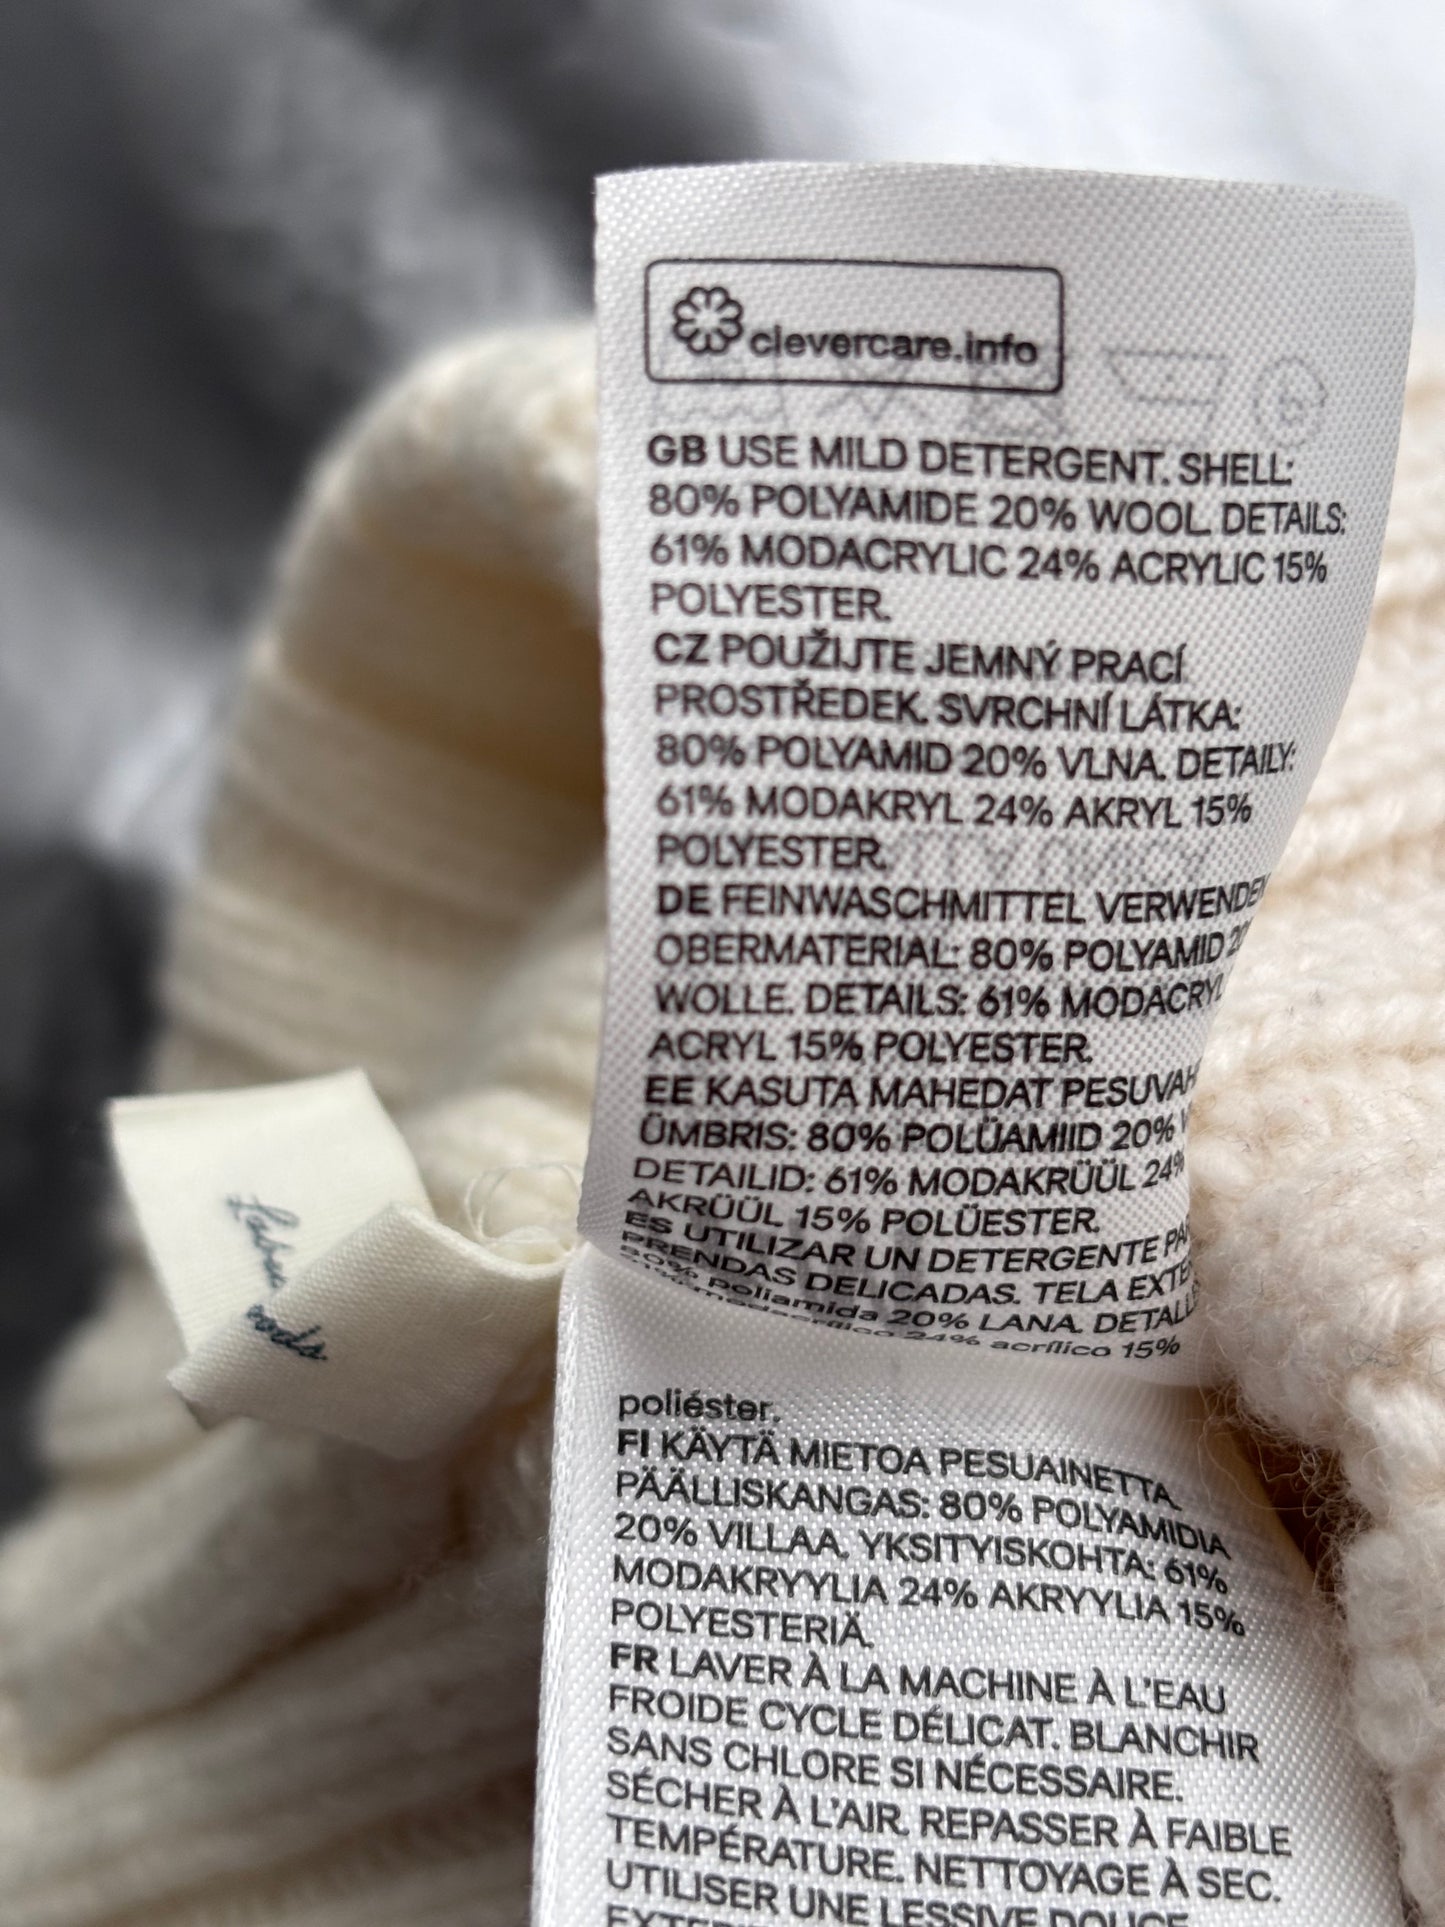 clevercare.info
GB USE MILD DETERGENT. SHELL:
80% POLYAMIDE 20% WOOL. DETAILS:
61% MODACRYLIC 24% ACRYLIC 15%
POLYESTER.
CZ POUŽIJTE JEMNÝ PRACÍ
PROSTŘEDEK. SVRCHNÍ LÁTKA:
80% POLYAMID 20% VLNA. DETAILY:
61% MODAKRYL 24% AKRYL 15%
POLYESTER.
DE FEINWASCHMITTEL VERWENDEN
OBERMATERIAL: 80% POLYAMID
WOLLE. DETAILS: 61% MODACRYL
ACRYL 15% POLYESTER.
EE KASUTA MAHEDAT PESUVAH
ÜMBRIS: 80% POLÜAMIID 20%
DETAILID: 61% MODAKRÜÜL 24%
AKRÜÜL 15% POLÜESTER.
ES UTILIZAR UN DETERGENTE PA
PRENDAS DELICADAS. TELA EXTE
80% poliamida 20% LANA. DETALL
61% modacrílico 24% acrílico 15%
poliéster.
FI KÄYTÄ MIETOA PESUAINETTA.
PÄÄLLISKANGAS: 80% POLYAMIDIA
20% VILLAA. YKSITYISKOHTA: 61%
MODAKRYYLIA 24% AKRYYLIA 15%
POLYESTERIÄ.
FR LAVER À LA MACHINE À L'EAU
FROIDE CYCLE DÉLICAT. BLANCHIR
SANS CHLORE SI NÉCESSAIRE.
SÉCHER À L'AIR. REPASSER À FAIBLE
TEMPÉRATURE. NETTOYAGE À SEC.
UTILISER UNE LESSIVE DOUCE.